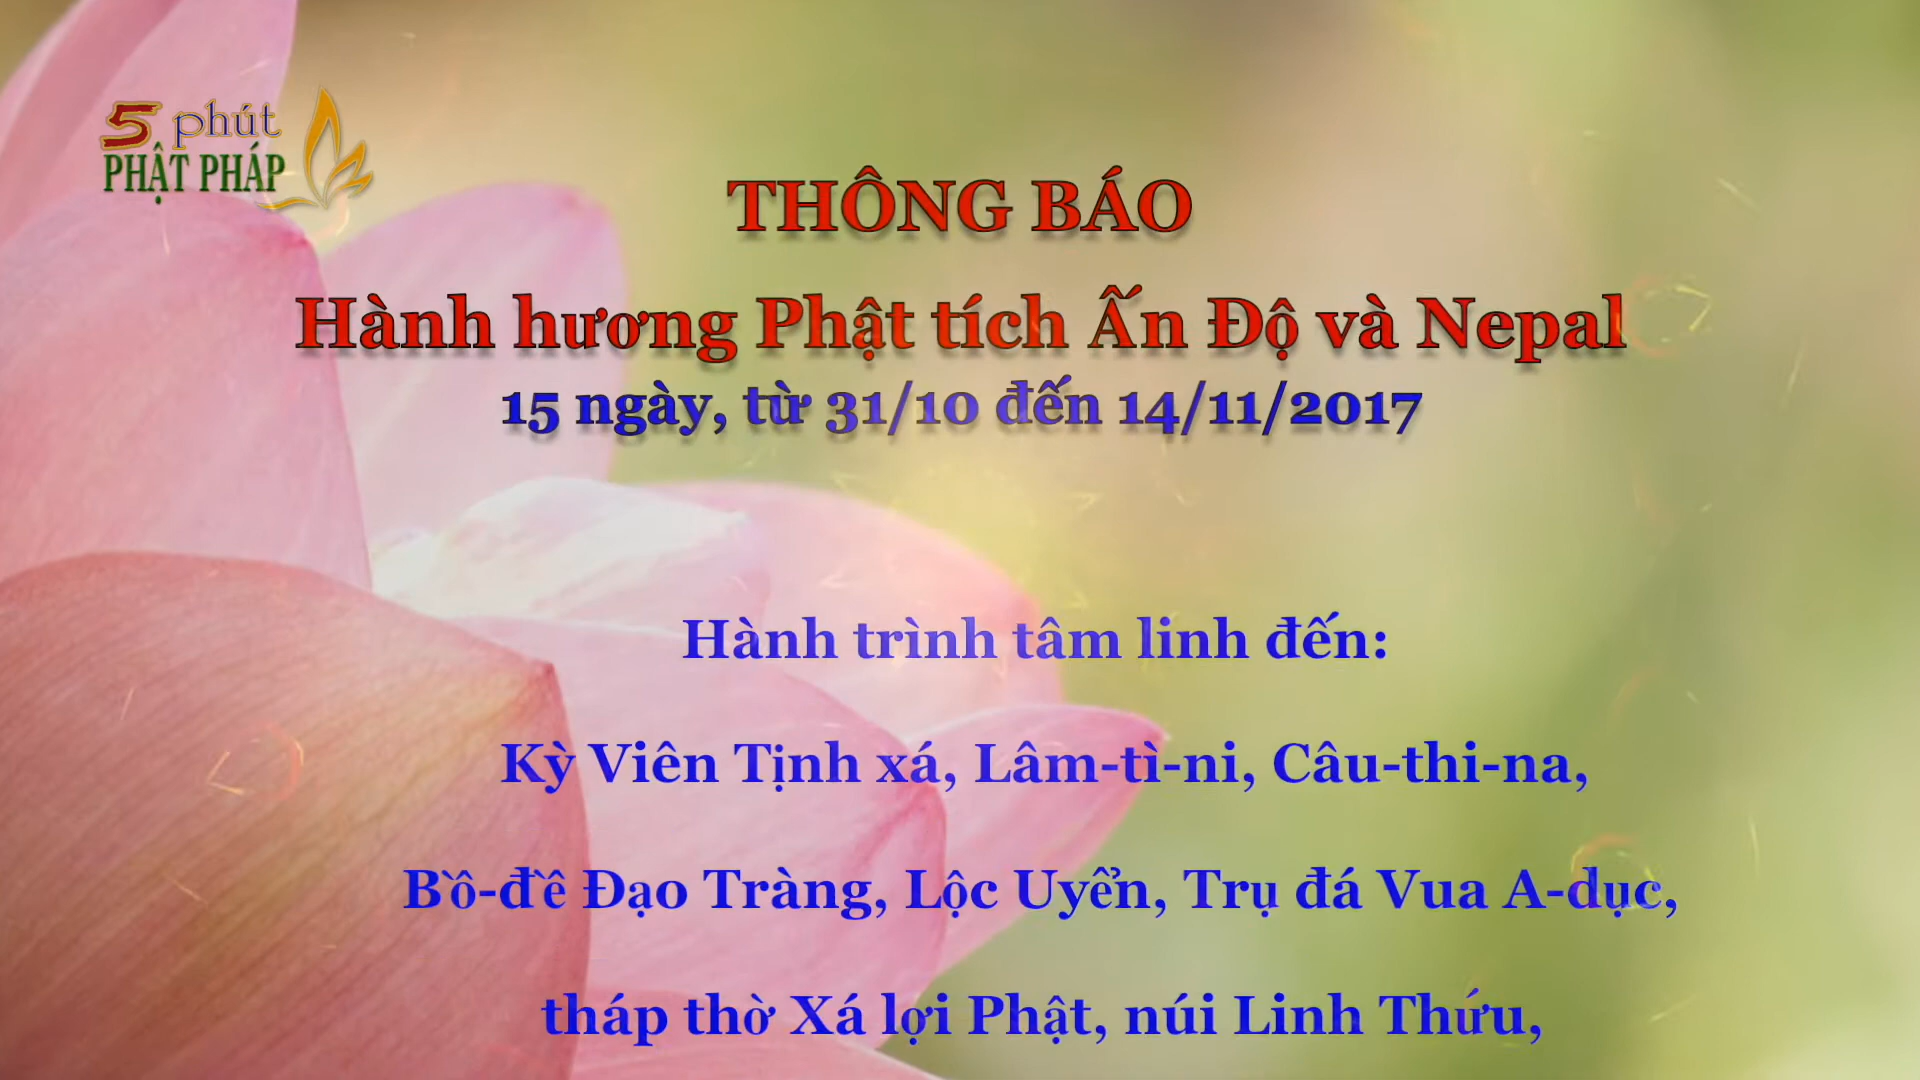 5 phút
PHẬT PHÁP
THÔNG BÁO
Hành hương Phật tích Ấn Độ và Nepal
15 ngày, từ 31/10 đến 14/11/2017
Hành trình tâm linh đến:
Kỳ Viên Tịnh xá, Lâm-tì-ni, Câu-thi-na,
Bồ-đề Đạo Tràng, Lộc Uyển, Trụ đá Vua A-dục,
tháp thờ Xá lợi Phật, núi Linh Thứu,